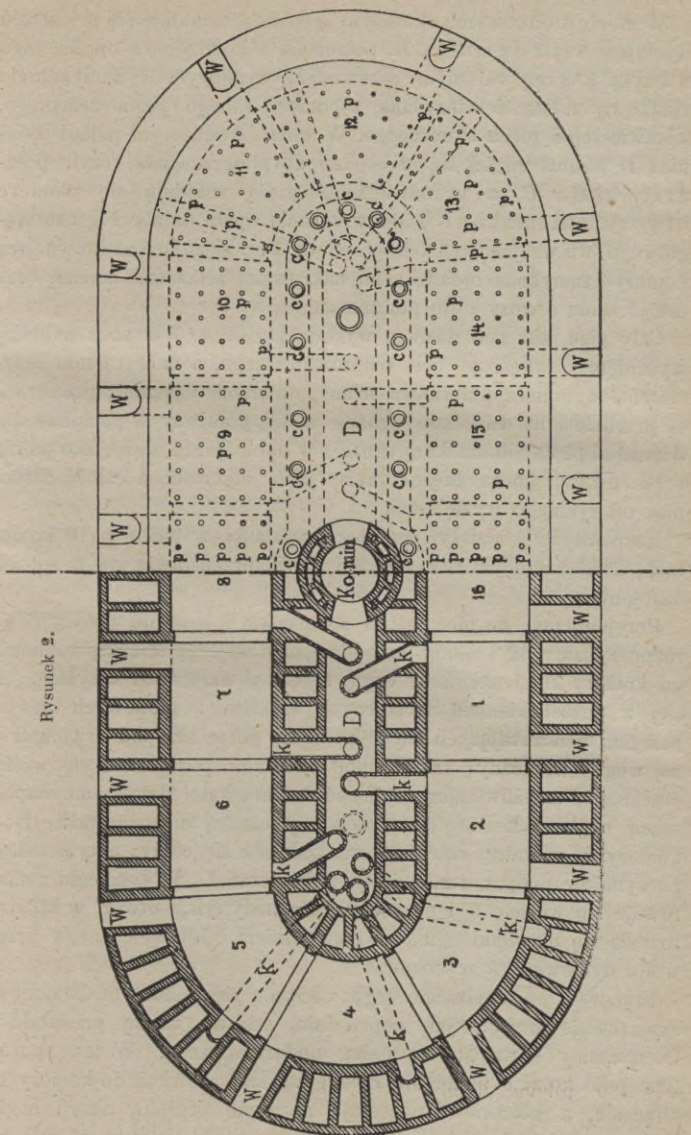 Rysunek 2.
W W W W W W
W W
5 6 7 8 9 10 11
k k k
p p p p p
p p p p p p p
c c c c c c c
4 D Komin D 12
k k k k
c c c c c c
3 2 1 16 15 14 13
p p p p p
p p p p p p p
k
W W
W W W W W W